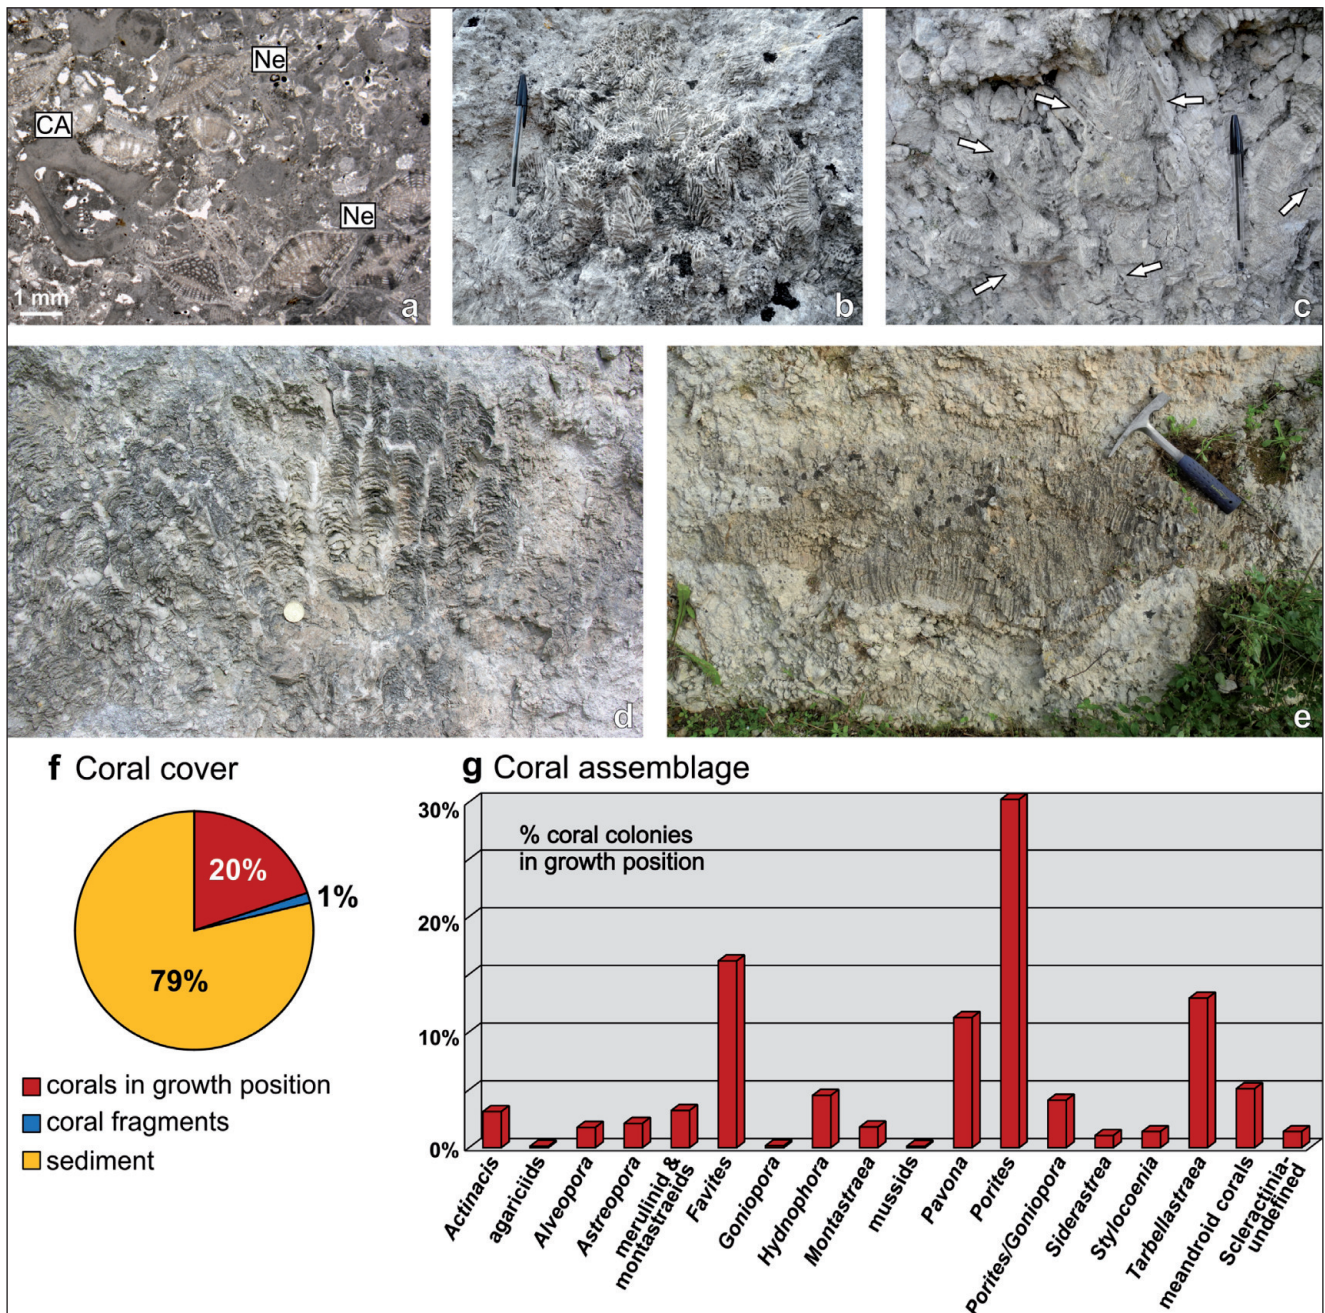 Ne
CA
Ne
1 mm
a
b
c
d
e
f Coral cover
20%
1%
79%
corals in growth position
coral fragments
sediment
g Coral assemblage
% coral colonies
in growth position
30%
20%
10%
0%
Actinacis
agariciids
Alveopora
Astreopora
merulinid &
montastraeids
Favites
Goniopora
Hydnophora
Montastraea
mussids
Pavona
Porites
Porites/Goniopora
Siderastrea
Stylocoenia
Tarbellastraea
meandroid corals
Scleractinia-
undefined